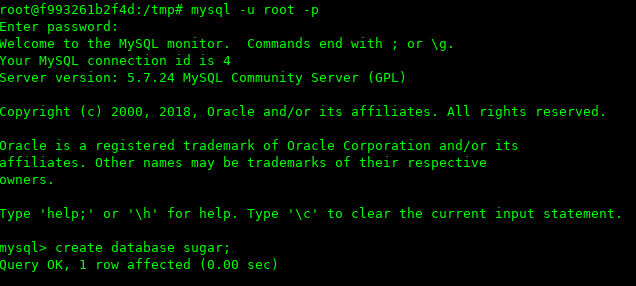 root@f993261b2f4d:/tmp# mysql -u root -p
Enter password:
Welcome to the MySQL monitor.  Commands end with ; or \g.
Your MySQL connection id is 4
Server version: 5.7.24 MySQL Community Server (GPL)
Copyright (c) 2000, 2018, Oracle and/or its affiliates. All rights reserved.
Oracle is a registered trademark of Oracle Corporation and/or its
affiliates. Other names may be trademarks of their respective
owners.
Type 'help;' or '\h' for help. Type '\c' to clear the current input statement.
mysql> create database sugar;
Query OK, 1 row affected (0.00 sec)